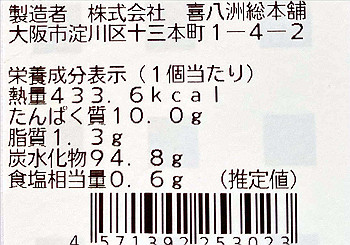 製造者　株式会社　喜八洲総本舗
大阪市淀川区十三本町1－4－2
栄養成分表示（1個当たり）
熱量433.6kcal
たんぱく質10.0g
脂質1.3g
炭水化物94.8g
食塩相当量0.6g　（推定値）
4 571392 253023